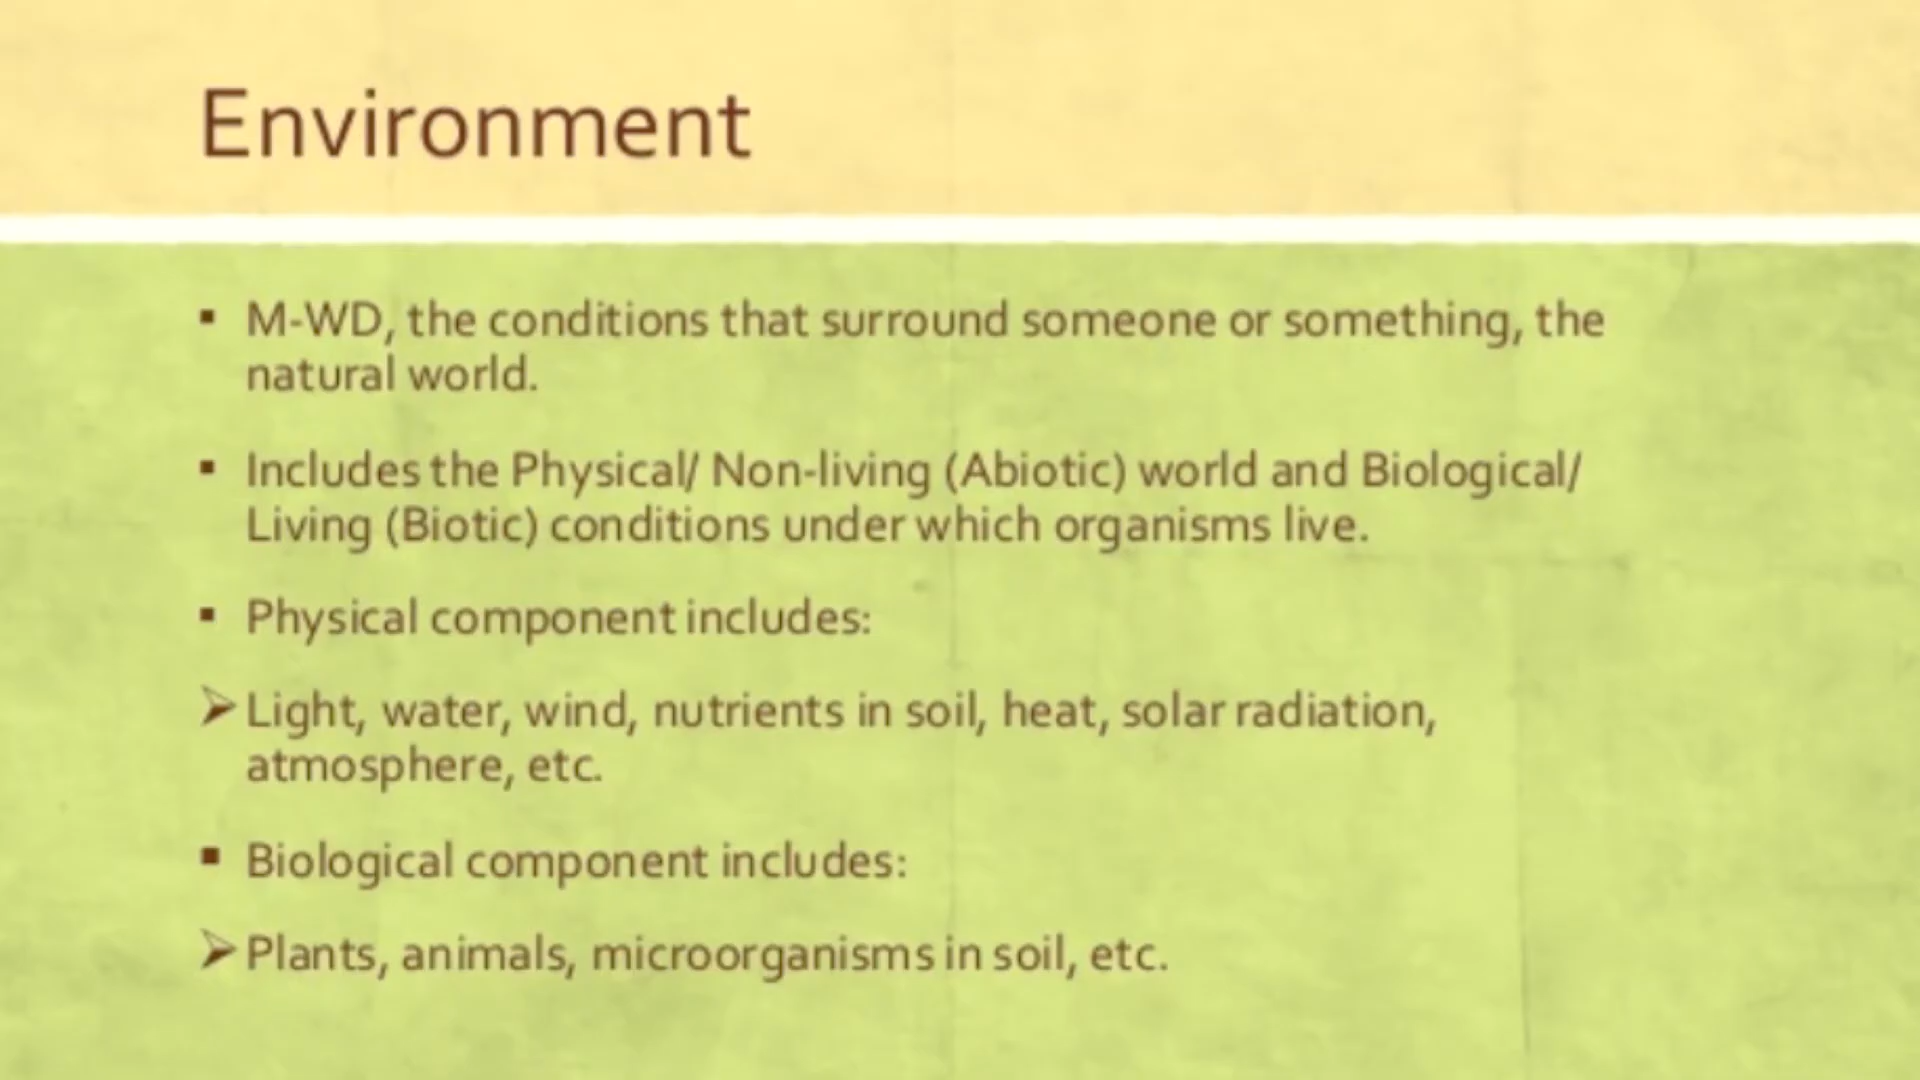 Environment
▪ M-WD, the conditions that surround someone or something, the
natural world.
▪ Includes the Physical/ Non-living (Abiotic) world and Biological/
Living (Biotic) conditions under which organisms live.
▪ Physical component includes:
➢ Light, water, wind, nutrients in soil, heat, solar radiation,
atmosphere, etc.
▪ Biological component includes:
➢ Plants, animals, microorganisms in soil, etc.